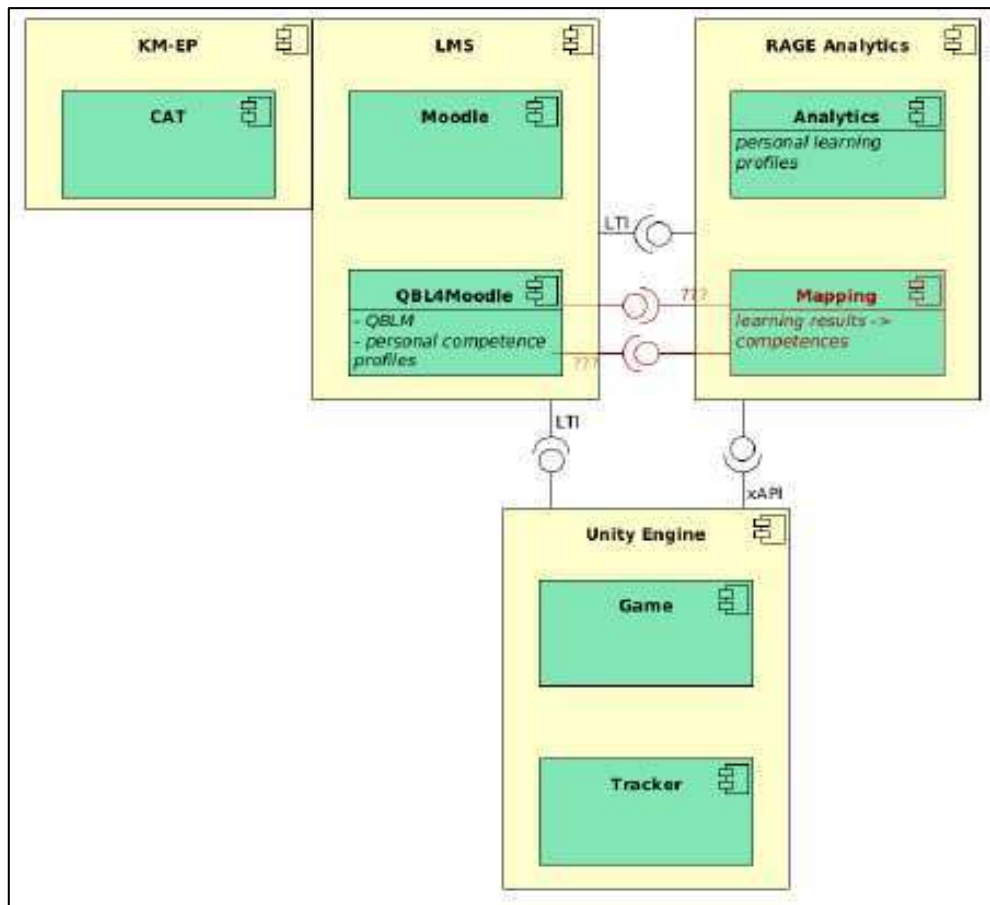 KM-EP
CAT
LMS
Moodle
QBL4Moodle
- QBLM
- personal competence
profiles
RAGE Analytics
Analytics
personal learning
profiles
LTI
???
???
Mapping
learning results ->
competences
LTI
xAPI
Unity Engine
Game
Tracker